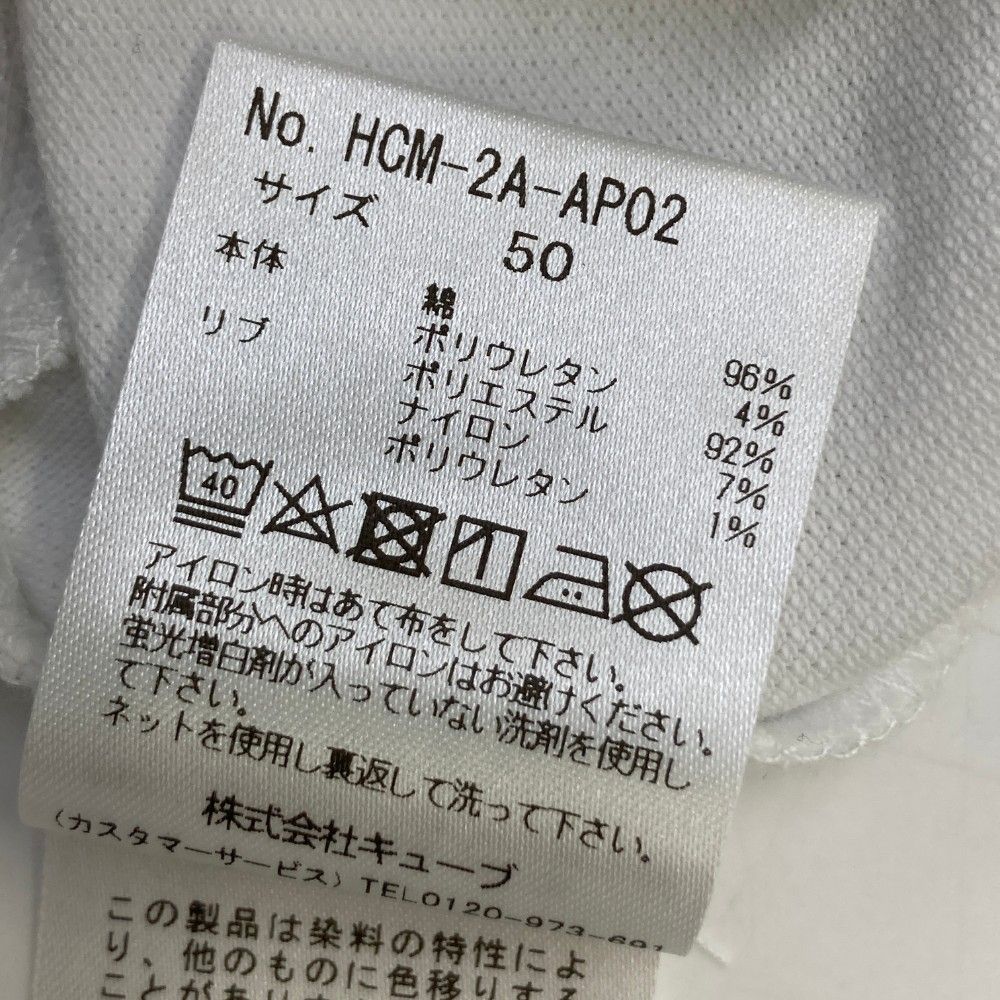 No. HCM-2A-AP02
サイズ 50
本体 綿 96%
ポリウレタン 4%
リブ ポリエステル 92%
ナイロン 7%
ポリウレタン 1%
40
アイロン時はあて布をして下さい。
附属部分へのアイロンはお避けください。
蛍光増白剤が入っていない洗剤を使用し
て下さい。
ネットを使用し裏返して洗って下さい。
株式会社キューブ
(カスタマーサービス) TEL0120-973-691
この製品は染料の特性によ
り、他のものに色移りする
ことがあり